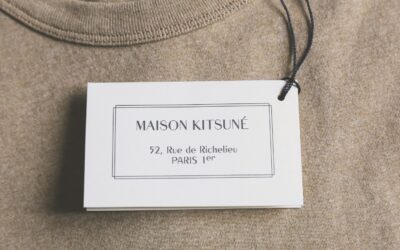 MAISON KITSUNÉ
52, Rue de Richelieu
PARIS 1er